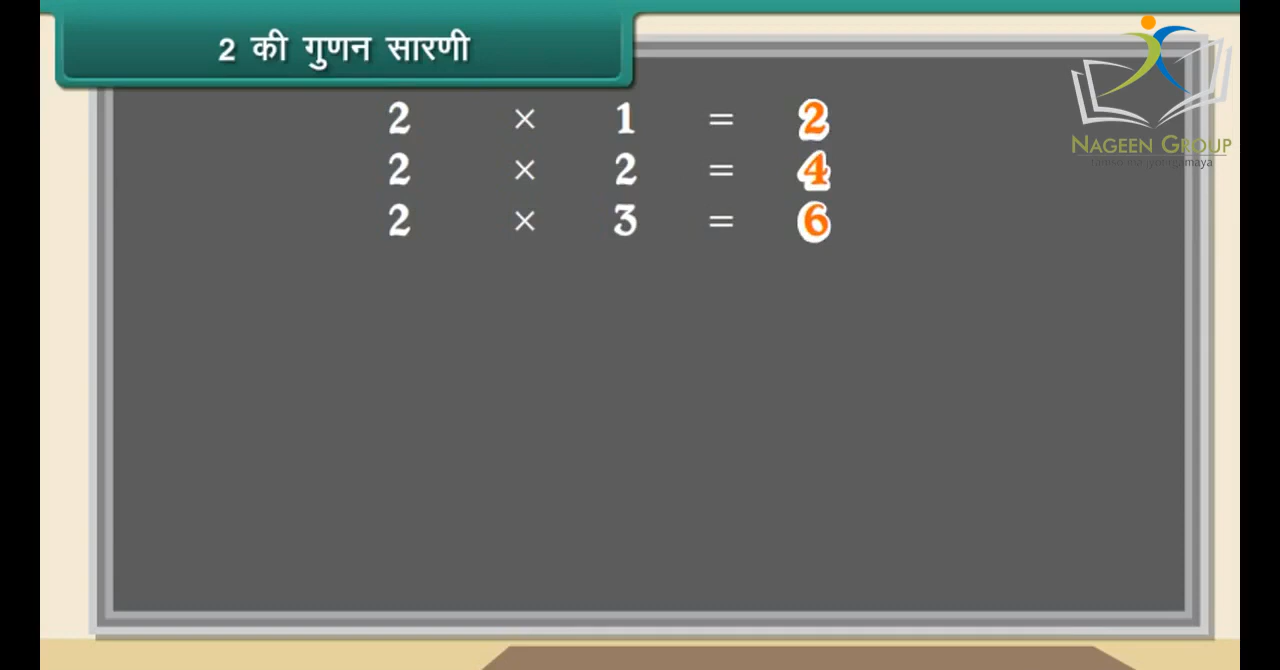 2 की गुणन सारणी
2 × 1 = 2
2 × 2 = 4
2 × 3 = 6
NAGEEN GROUP